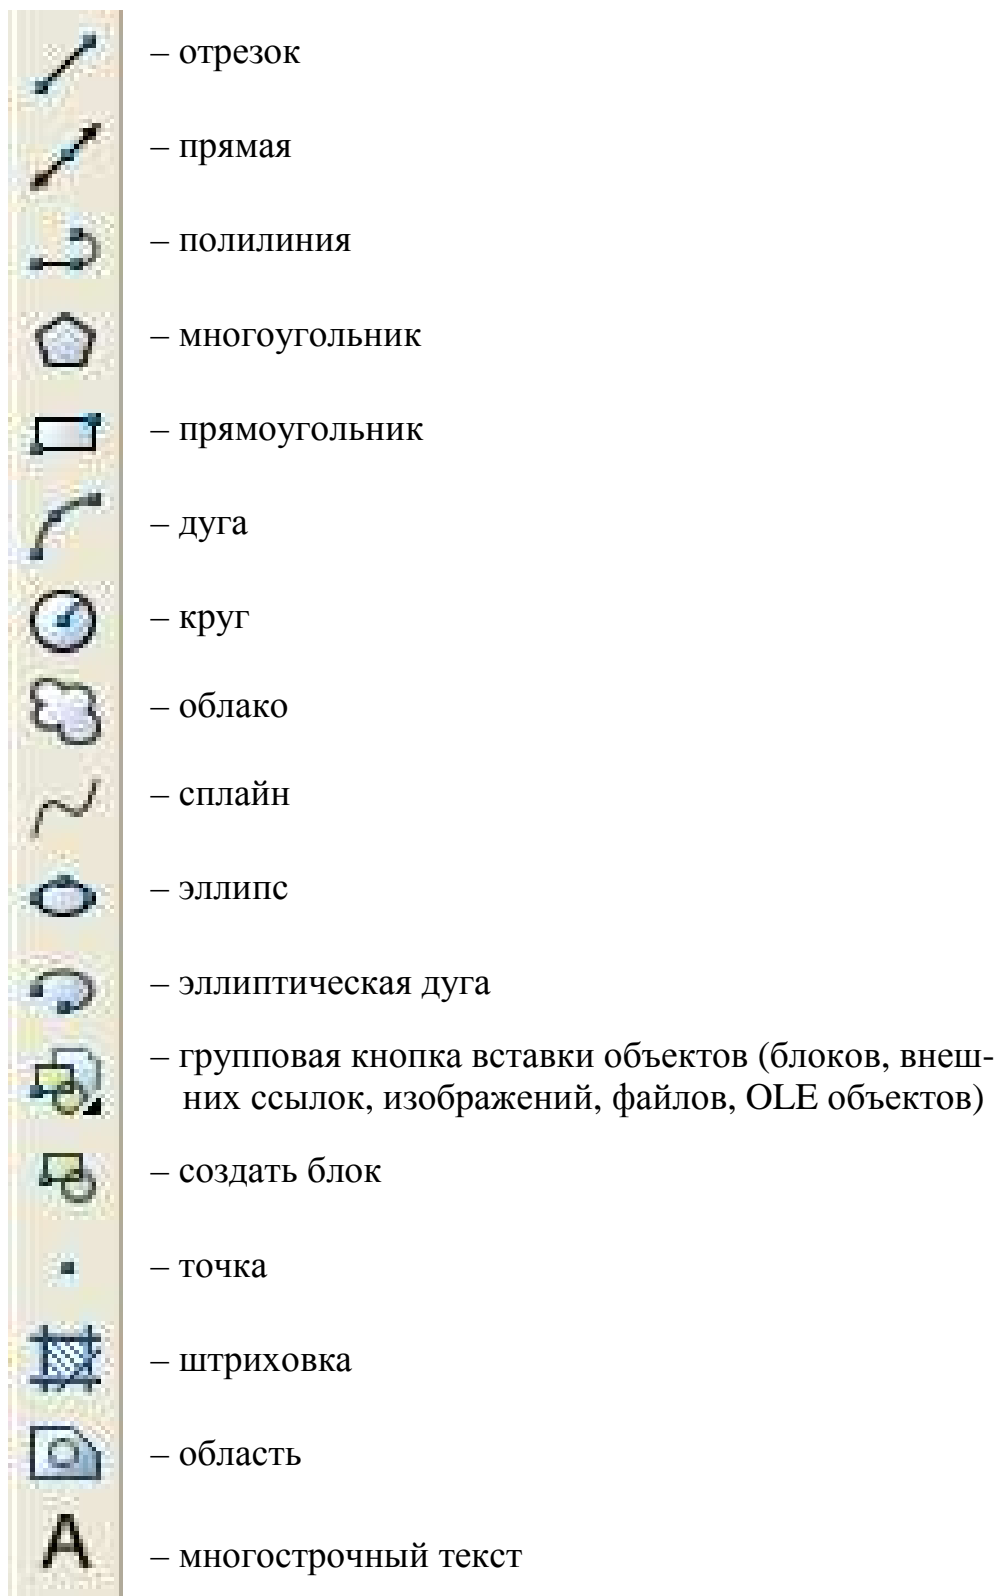 – отрезок
– прямая
– полилиния
– многоугольник
– прямоугольник
– дуга
– круг
– облако
– сплайн
– эллипс
– эллиптическая дуга
– групповая кнопка вставки объектов (блоков, внеш-
них ссылок, изображений, файлов, OLE объектов)
– создать блок
– точка
– штриховка
– область
A – многострочный текст